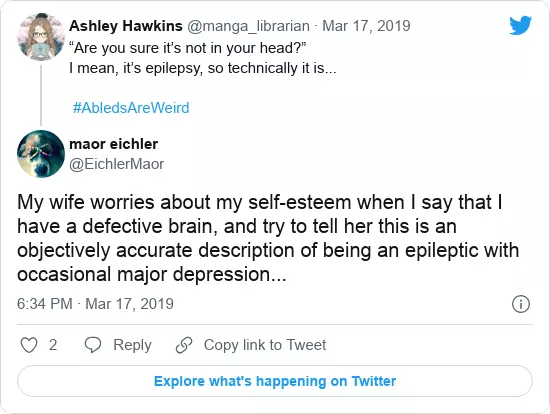 Ashley Hawkins @manga_librarian · Mar 17, 2019
“Are you sure it’s not in your head?”
I mean, it’s epilepsy, so technically it is...
#AbledsAreWeird
maor eichler
@EichlerMaor
My wife worries about my self-esteem when I say that I
have a defective brain, and try to tell her this is an
objectively accurate description of being an epileptic with
occasional major depression...
6:34 PM · Mar 17, 2019
2 Reply Copy link to Tweet
Explore what's happening on Twitter